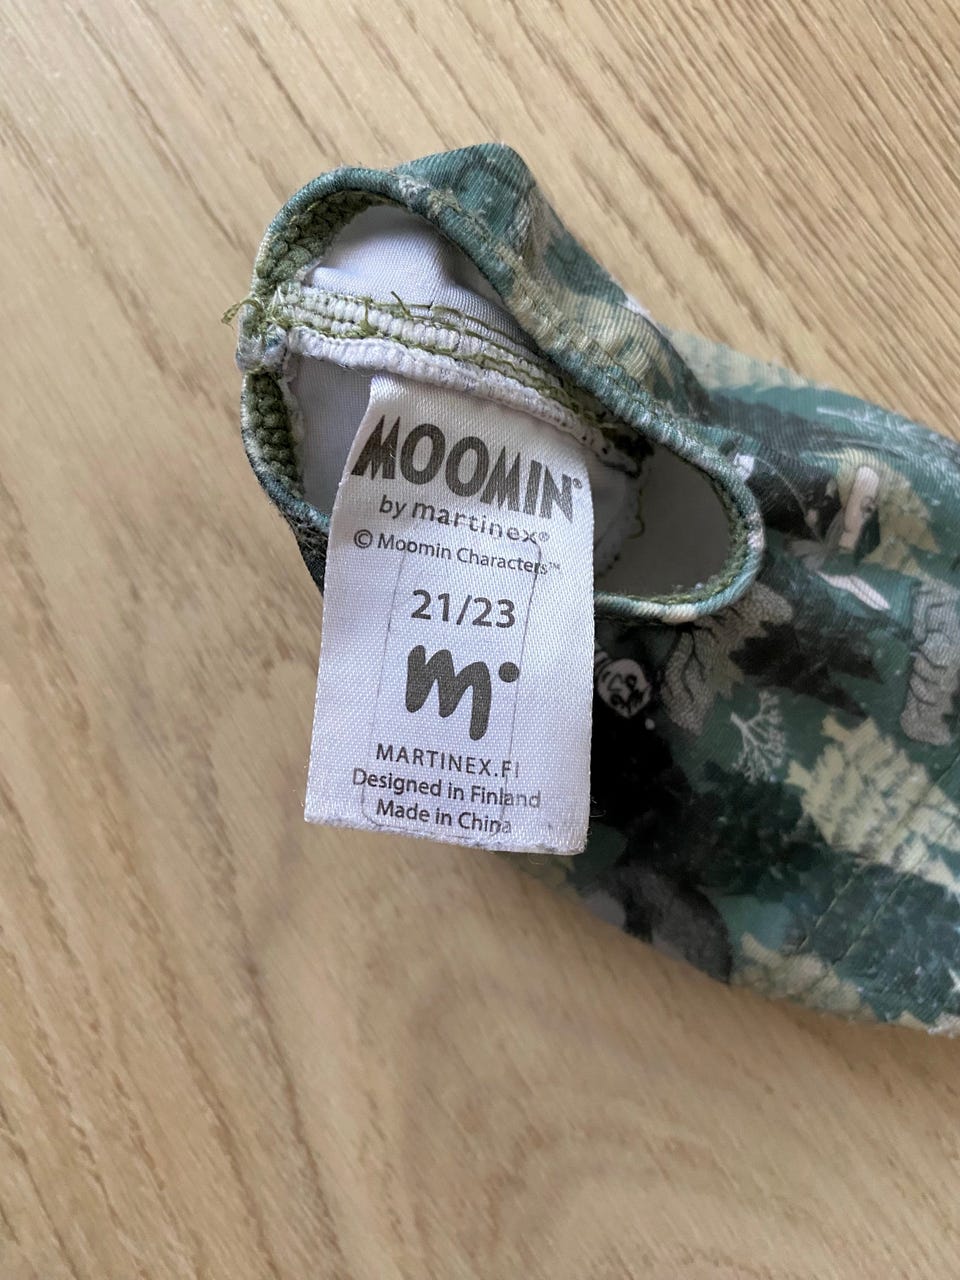 MOOMIN®
by martinex®
© Moomin Characters™
21/23
m
MARTINEX.FI
Designed in Finland
Made in China